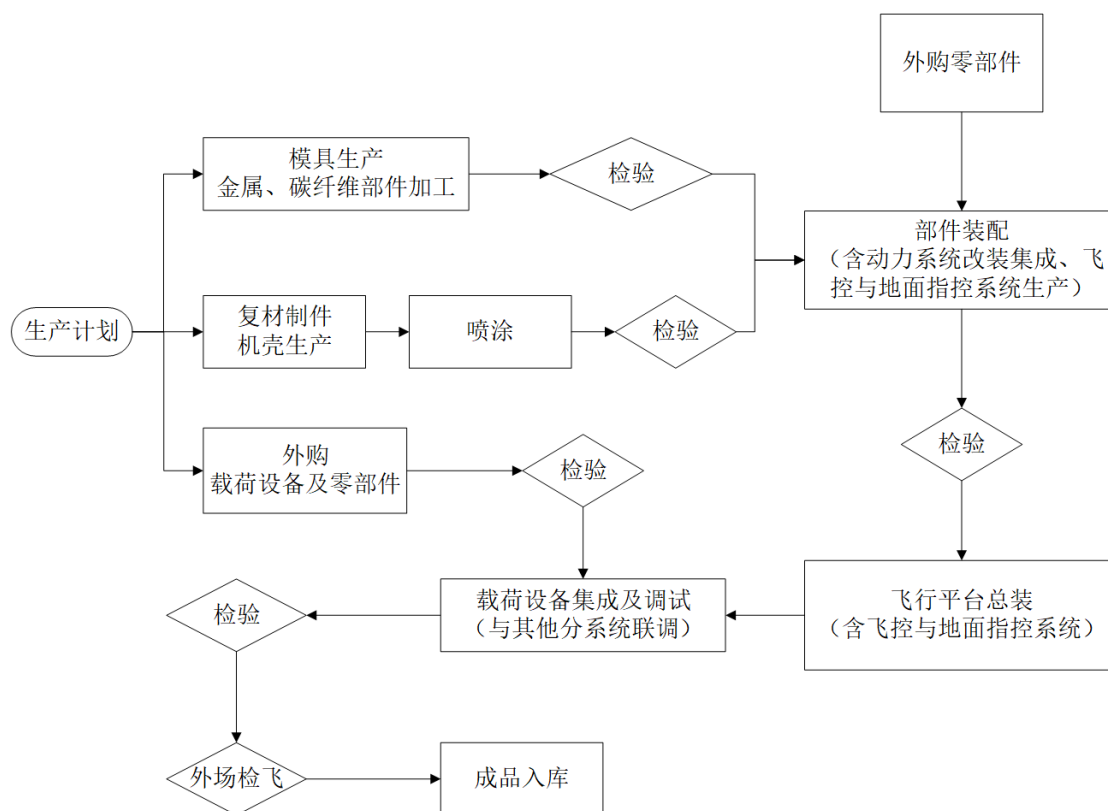 外购零部件
模具生产
金属、碳纤维部件加工
检验
部件装配
（含动力系统改装集成、飞
控与地面指控系统生产）
生产计划
复材制件
机壳生产
喷涂
检验
外购
载荷设备及零部件
检验
检验
检验
载荷设备集成及调试
（与其他分系统联调）
飞行平台总装
（含飞控与地面指控系统）
外场检飞
成品入库